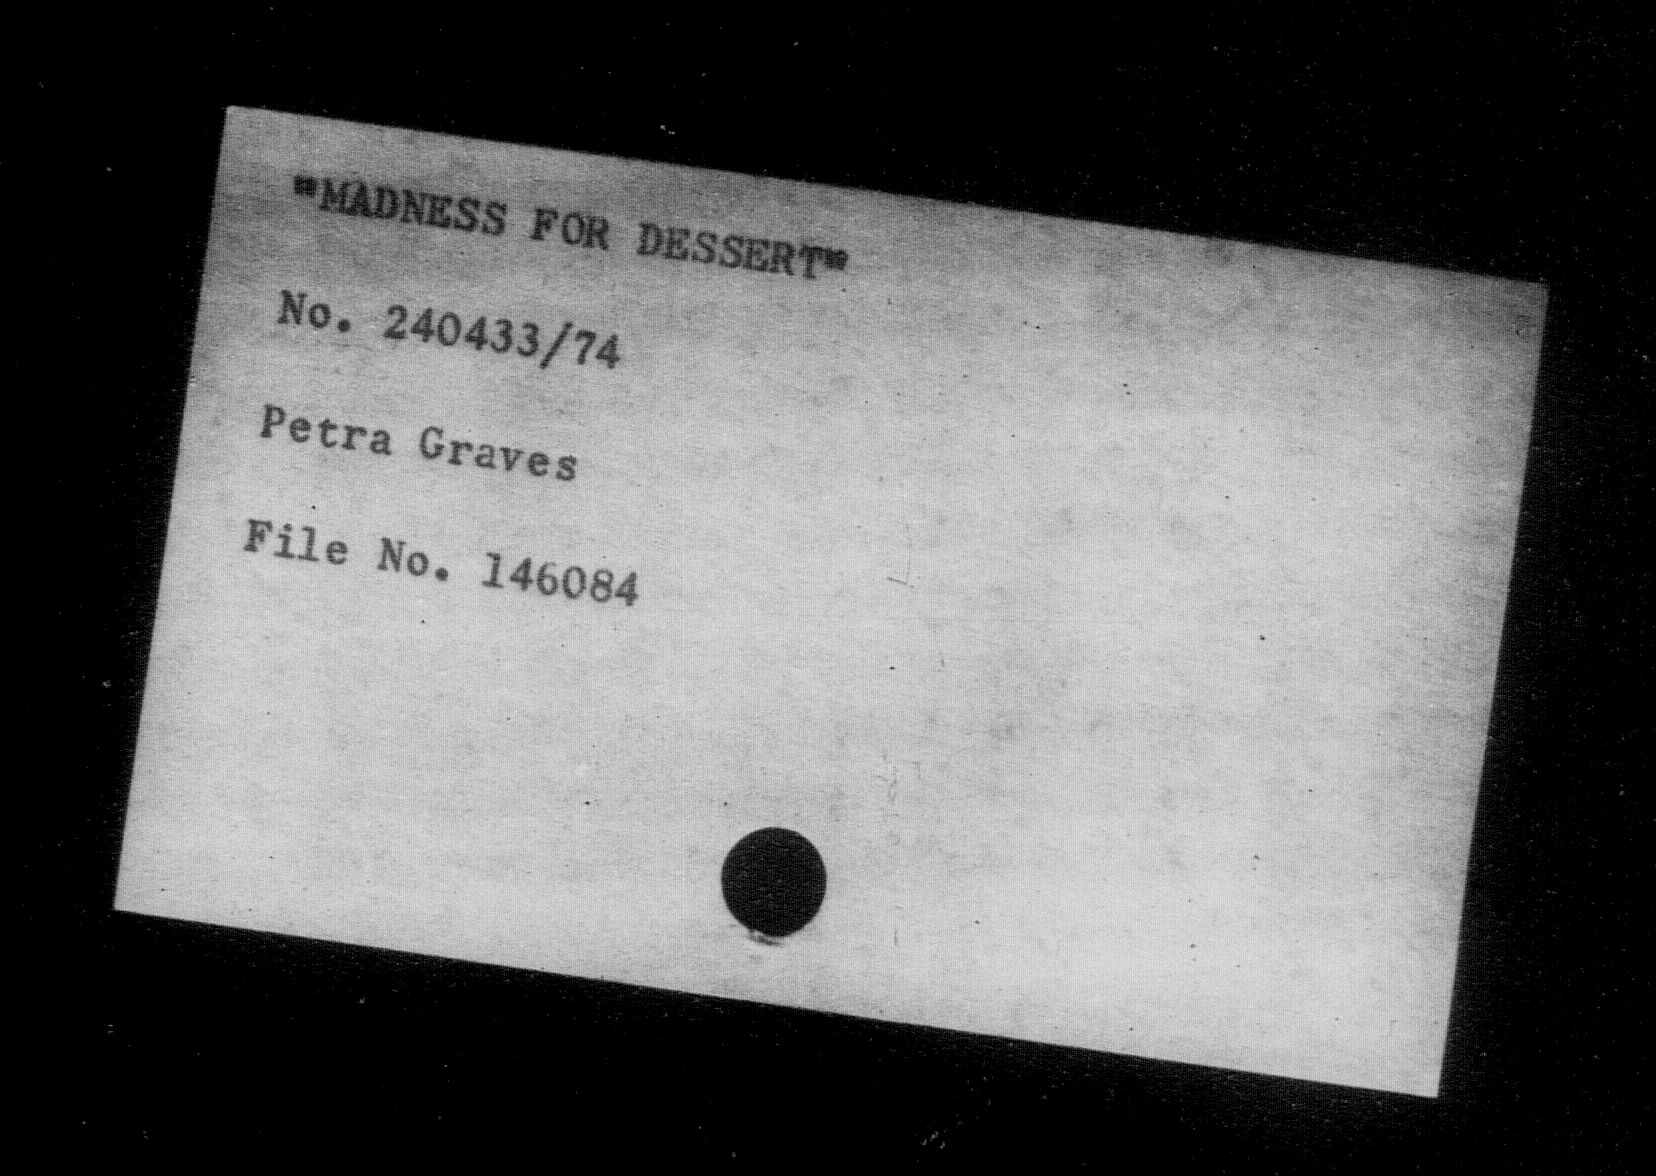 "MADNESS FOR DESSERT"
No. 240433/74
Petra Graves
File No. 146084